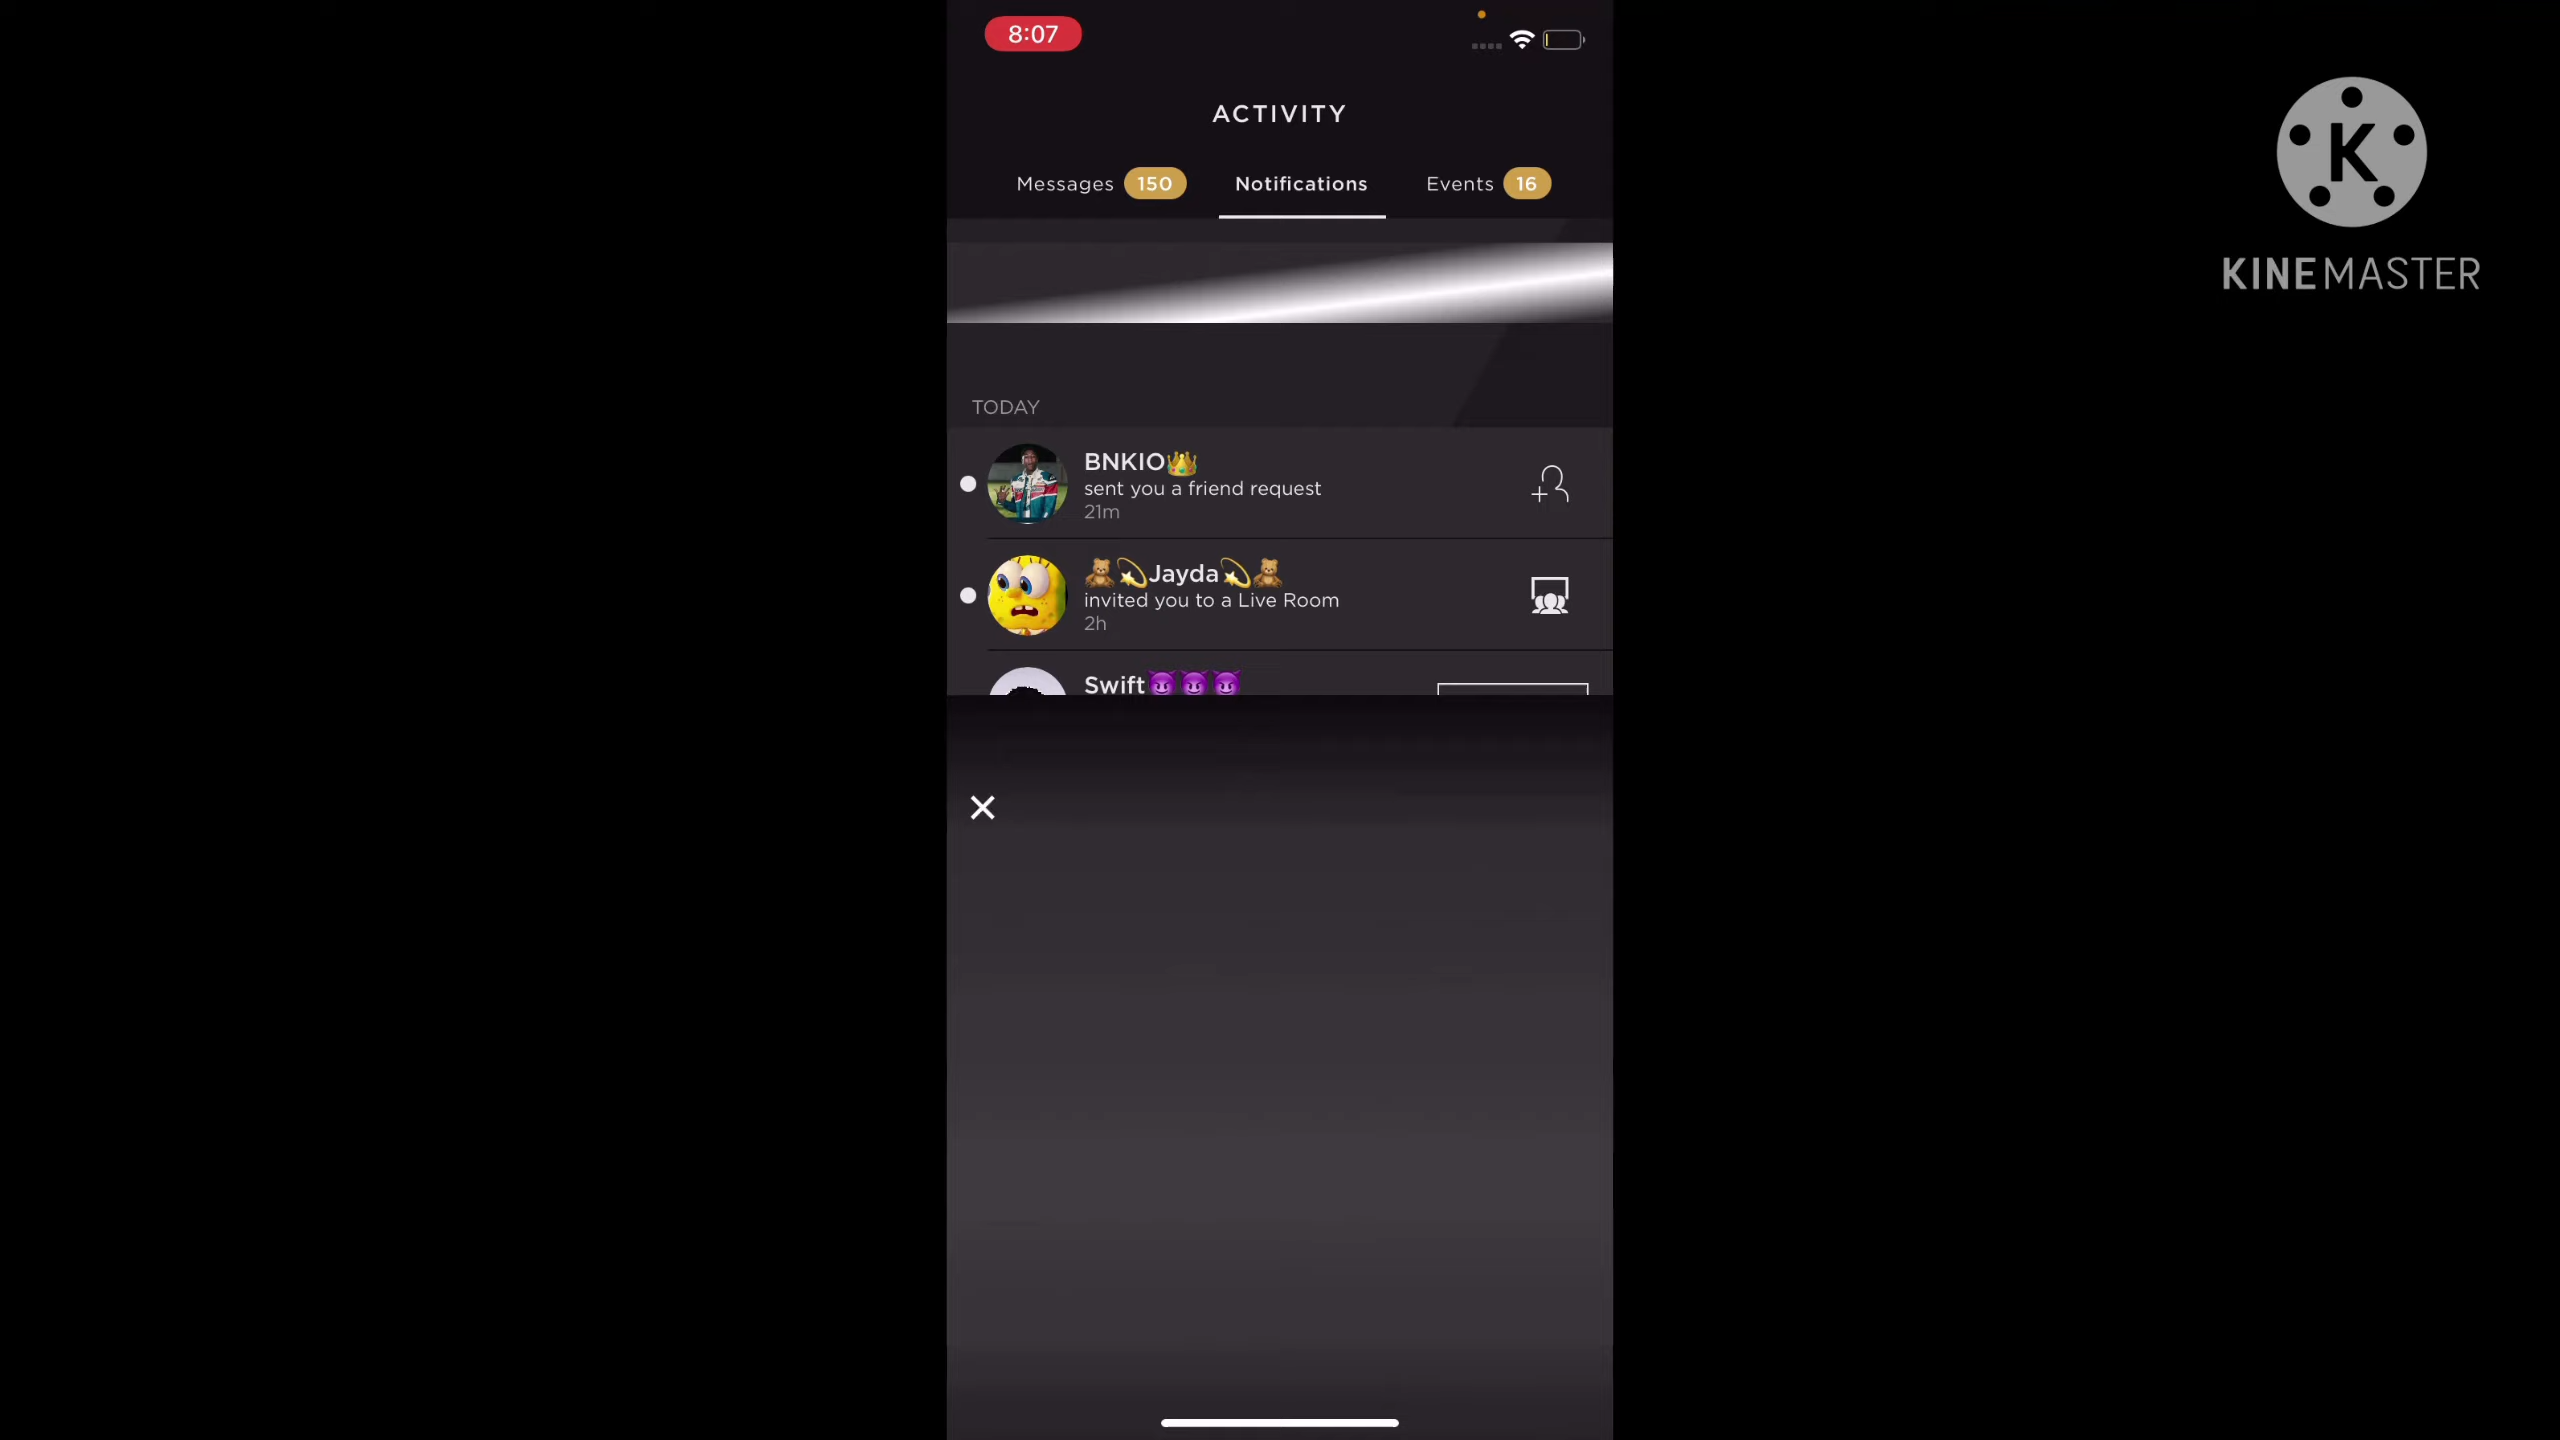 8:07
ACTIVITY
Messages 150 Notifications Events 16
TODAY
BNKIO👑
sent you a friend request
21m
🧸💫Jayda💫🧸
invited you to a Live Room
2h
Swift😈😈😈
K
KINEMASTER